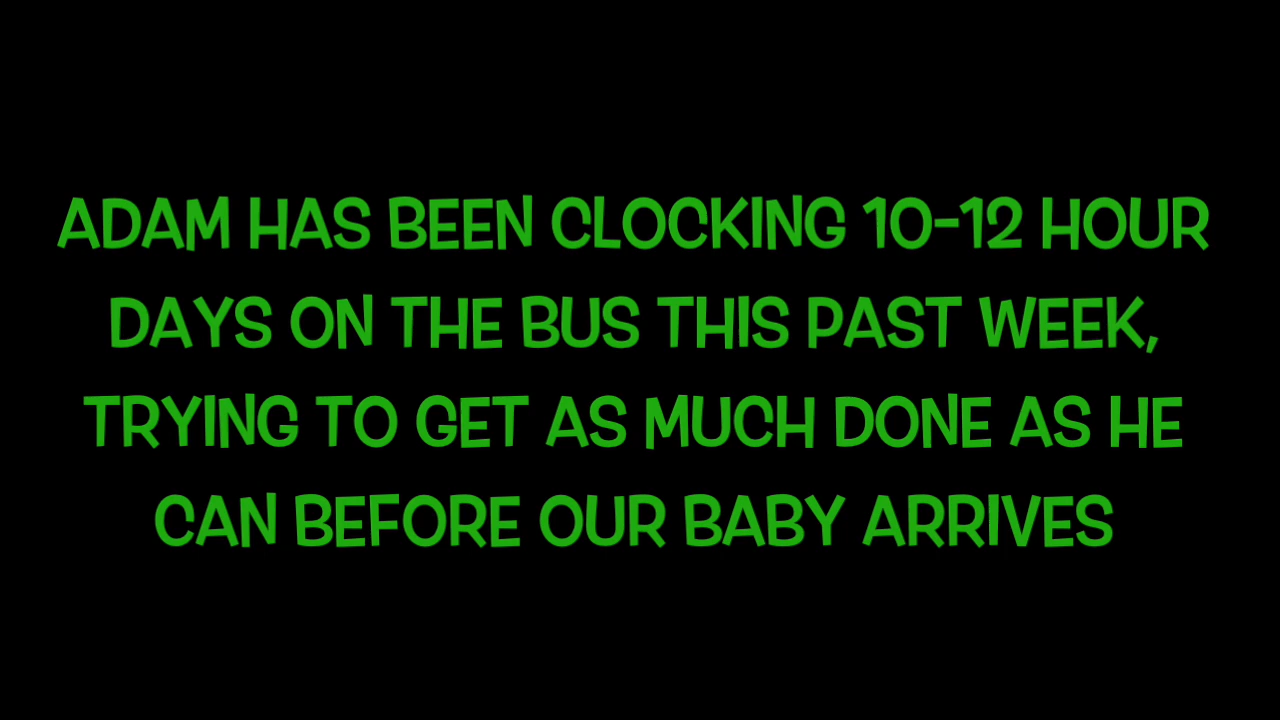 ADAM HAS BEEN CLOCKING 10-12 HOUR
DAYS ON THE BUS THIS PAST WEEK,
TRYING TO GET AS MUCH DONE AS HE
CAN BEFORE OUR BABY ARRIVES